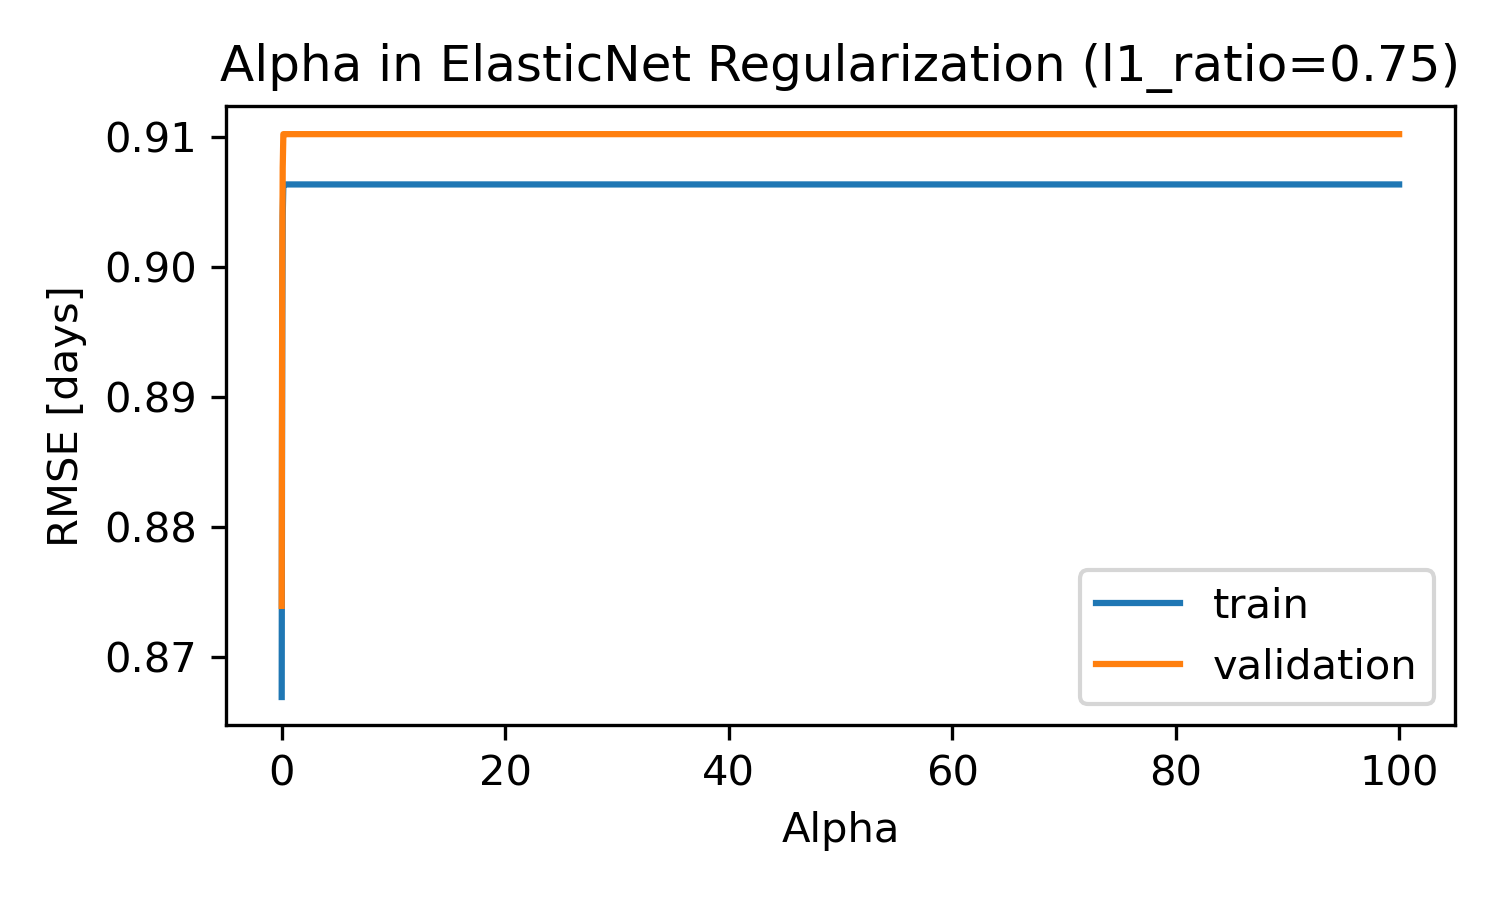 Alpha in ElasticNet Regularization (l1_ratio=0.75)
RMSE [days]
0.91
0.90
0.89
0.88
0.87
train
validation
0 20 40 60 80 100
Alpha